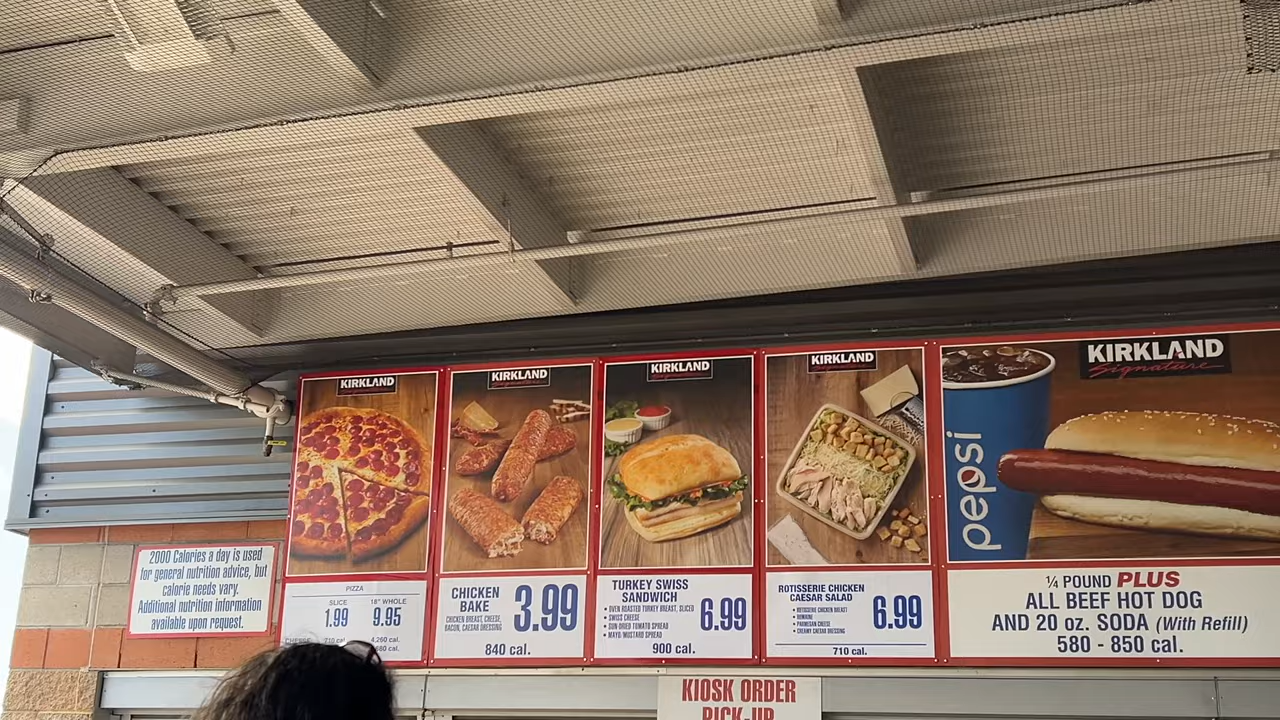 2000 Calories a day is used
for general nutrition advice, but
calorie needs vary.
Additional nutrition information
available upon request.
KIRKLAND
Signature
PIZZA
SLICE
1.99
18" WHOLE
9.95
CHEESE
710 cal.
4,260 cal.
680 cal.
KIRKLAND
Signature
CHICKEN
BAKE
CHICKEN BREAST, CHEESE,
BACON, CAESAR DRESSING
3.99
840 cal.
KIRKLAND
Signature
TURKEY SWISS
SANDWICH
• OVEN ROASTED TURKEY BREAST, SLICED
• SWISS CHEESE
• SUN DRIED TOMATO SPREAD
• MAYO/MUSTARD SPREAD
6.99
900 cal.
KIRKLAND
Signature
ROTISSERIE CHICKEN
CAESAR SALAD
• ROTISSERIE CHICKEN BREAST
• ROMAINE
• PARMESAN CHEESE
• CREAMY CAESAR DRESSING
6.99
710 cal.
pepsi
KIRKLAND
Signature
¼ POUND PLUS
ALL BEEF HOT DOG
AND 20 oz. SODA (With Refill)
580 - 850 cal.
KIOSK ORDER
PICK-UP